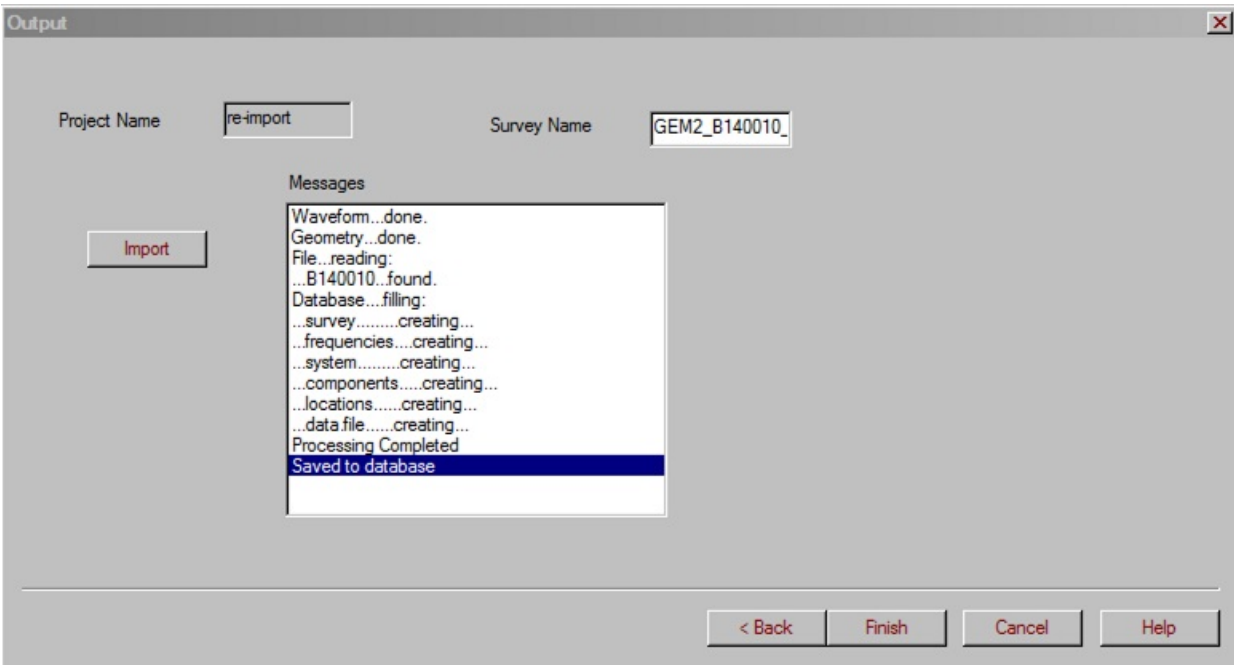 Output
Project Name
re-import
Survey Name
GEM2_B140010_
Messages
Import
Waveform...done.
Geometry...done.
File...reading:
...B140010...found.
Database....filling:
...survey.........creating...
...frequencies....creating...
...system.........creating...
...components.....creating...
...locations......creating...
...data.file......creating...
Processing Completed
Saved to database
< Back
Finish
Cancel
Help